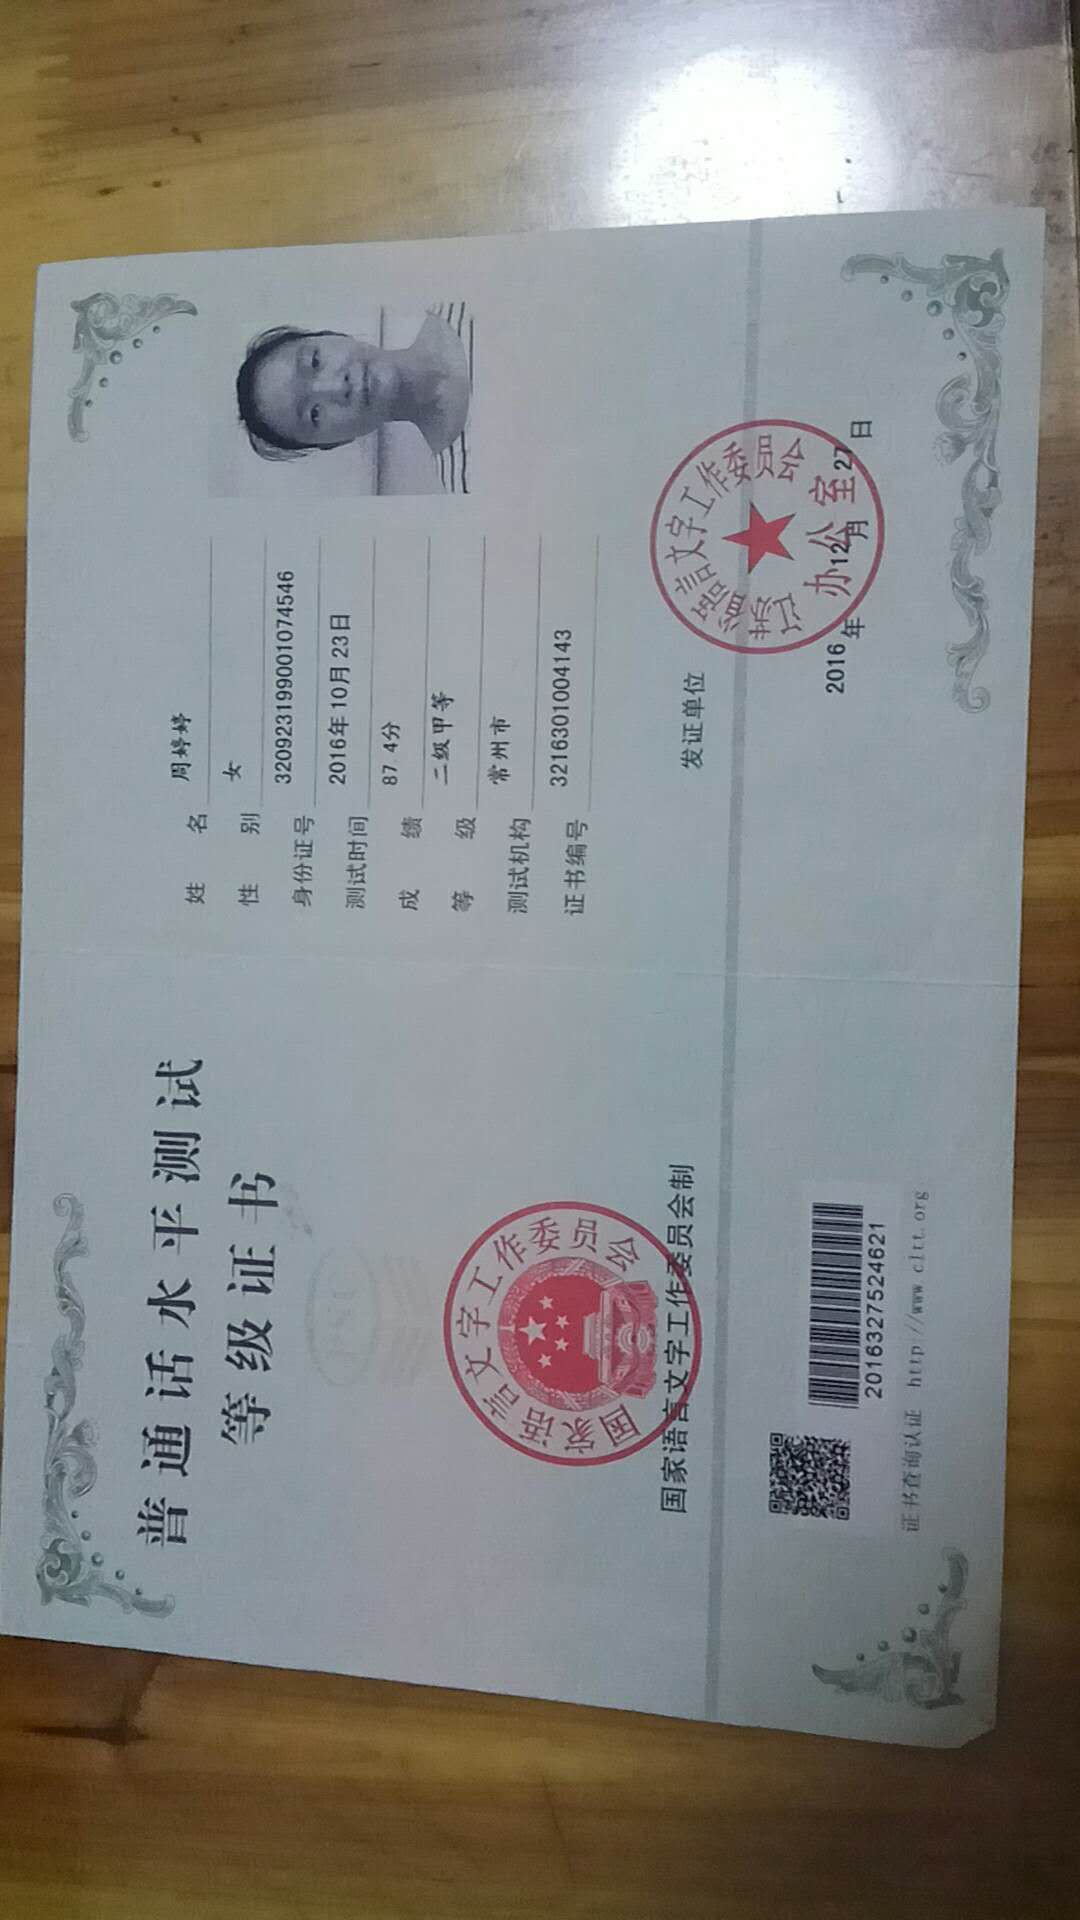 普通话水平测试
等级证书
国家语言文字工作委员会
国家语言文字工作委员会制
2016327524621
证书查询认证 http://www.cltt.org
姓 名 周婷婷
性 别 女
身份证号 320923199001074546
测试时间 2016年10月23日
成 绩 87.4分
等 级 二级甲等
测试机构 常州市
证书编号 3216301004143
发证单位
江苏省语言文字工作委员会
办公室
2016年12月27日